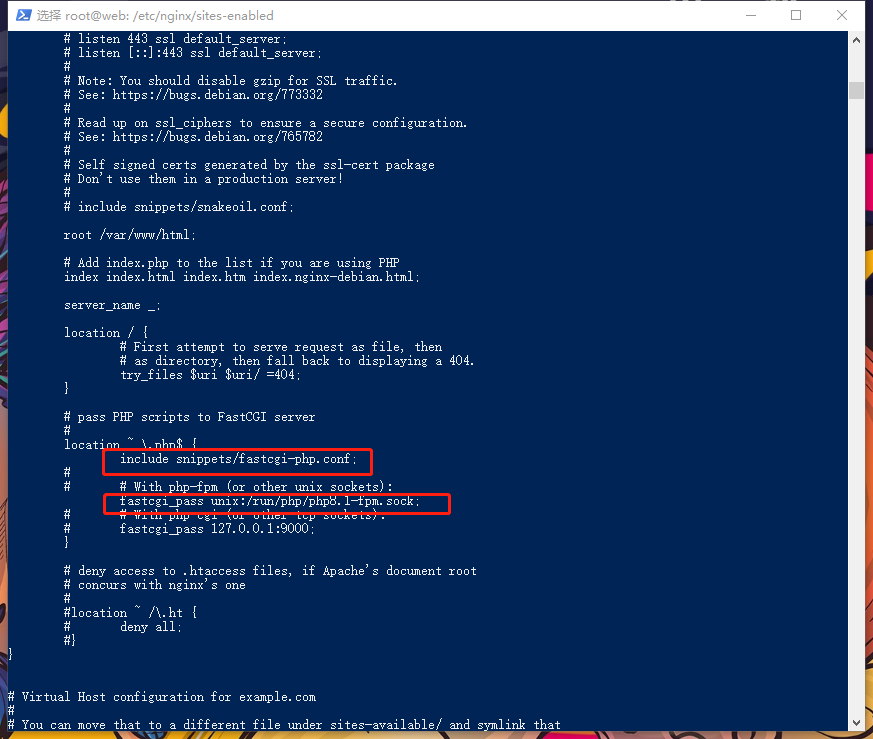 选择 root@web: /etc/nginx/sites-enabled
# listen 443 ssl default_server;
# listen [::]:443 ssl default_server;
#
# Note: You should disable gzip for SSL traffic.
# See: https://bugs.debian.org/773332
#
# Read up on ssl_ciphers to ensure a secure configuration.
# See: https://bugs.debian.org/765782
#
# Self signed certs generated by the ssl-cert package
# Don't use them in a production server!
#
# include snippets/snakeoil.conf;
root /var/www/html;
# Add index.php to the list if you are using PHP
index index.html index.htm index.nginx-debian.html;
server_name _;
location / {
# First attempt to serve request as file, then
# as directory, then fall back to displaying a 404.
try_files $uri $uri/ =404;
}
# pass PHP scripts to FastCGI server
#
location ~ \.php$ {
include snippets/fastcgi-php.conf;
#
# # With php-fpm (or other unix sockets):
fastcgi_pass unix:/run/php/php8.1-fpm.sock;
# # With php-cgi (or other tcp sockets):
# fastcgi_pass 127.0.0.1:9000;
}
# deny access to .htaccess files, if Apache's document root
# concurs with nginx's one
#
#location ~ /\.ht {
# deny all;
#}
}
# Virtual Host configuration for example.com
#
# You can move that to a different file under sites-available/ and symlink that